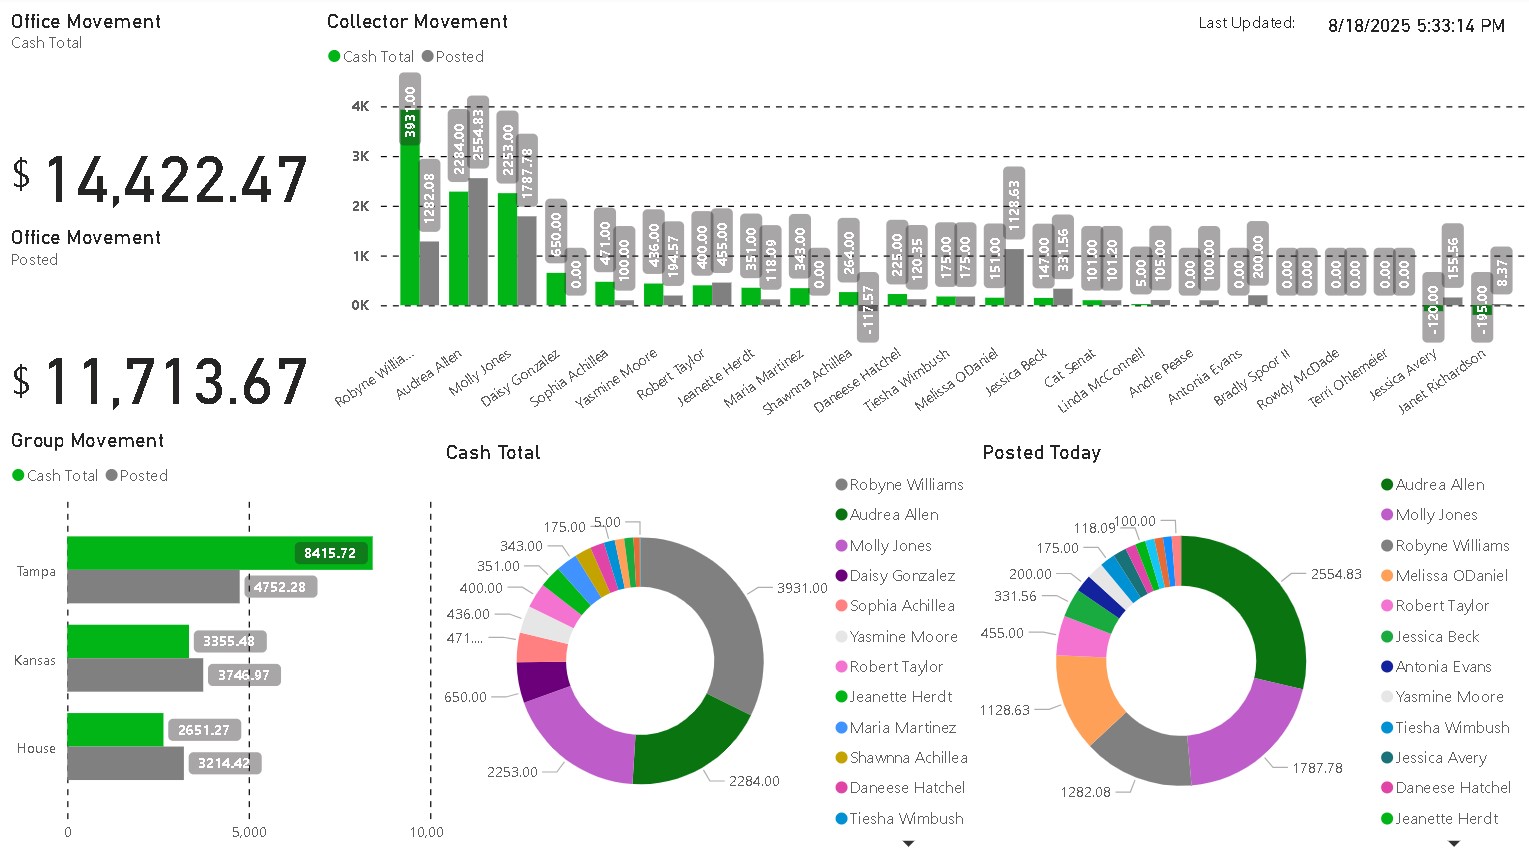 Office Movement
Cash Total
$ 14,422.47
Office Movement
Posted
$ 11,713.67
Collector Movement
Cash Total Posted
Last Updated: 8/18/2025 5:33:14 PM
4K
3K
2K
1K
0K
3931.00
1282.08
2284.00
2554.83
2253.00
1787.78
650.00
0.00
471.00
100.00
436.00
194.57
400.00
455.00
351.00
118.09
343.00
0.00
264.00
-117.57
225.00
120.35
175.00
175.00
151.00
1128.63
147.00
331.56
101.00
101.20
5.00
105.00
0.00
100.00
0.00
200.00
0.00
0.00
0.00
0.00
0.00
0.00
-120.00
155.56
-195.00
8.37
Robyne Willia...
Audrea Allen
Molly Jones
Daisy Gonzalez
Sophia Achillea
Yasmine Moore
Robert Taylor
Jeanette Herdt
Maria Martinez
Shawnna Achillea
Daneese Hatchel
Tiesha Wimbush
Melissa ODaniel
Jessica Beck
Cat Senat
Linda McConnell
Andre Pease
Antonia Evans
Bradly Spoor II
Rowdy McDade
Terri Ohlemeier
Jessica Avery
Janet Richardson
Group Movement
Cash Total Posted
Tampa
8415.72
4752.28
Kansas
3355.48
3746.97
House
2651.27
3214.42
0 5,000 10,00
Cash Total
5.00
175.00
343.00
351.00
400.00
436.00
471....
650.00
2253.00
2284.00
3931.00
Robyne Williams
Audrea Allen
Molly Jones
Daisy Gonzalez
Sophia Achillea
Yasmine Moore
Robert Taylor
Jeanette Herdt
Maria Martinez
Shawnna Achillea
Daneese Hatchel
Tiesha Wimbush
Posted Today
100.00
118.09
175.00
200.00
331.56
455.00
1128.63
1282.08
1787.78
2554.83
Audrea Allen
Molly Jones
Robyne Williams
Melissa ODaniel
Robert Taylor
Jessica Beck
Antonia Evans
Yasmine Moore
Tiesha Wimbush
Jessica Avery
Daneese Hatchel
Jeanette Herdt